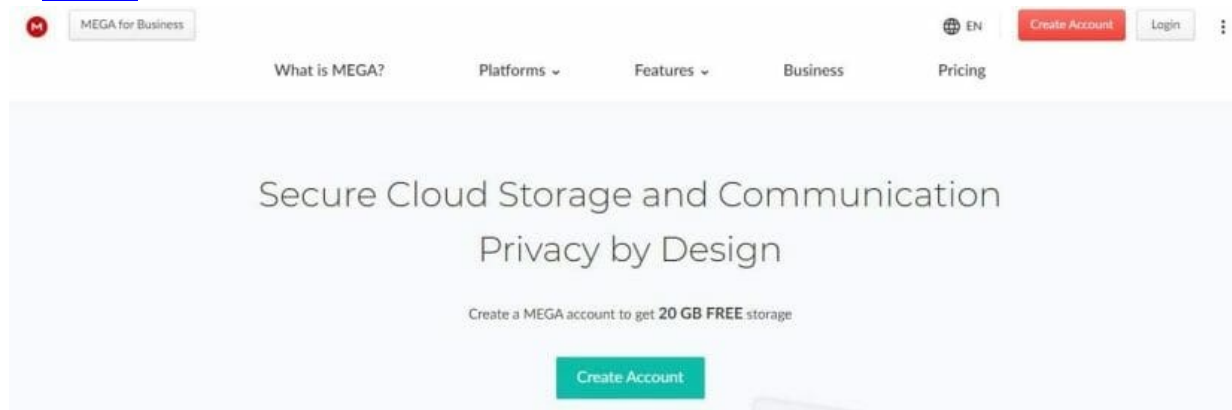 M
MEGA for Business
EN
Create Account
Login
What is MEGA?
Platforms
Features
Business
Pricing
Secure Cloud Storage and Communication
Privacy by Design
Create a MEGA account to get 20 GB FREE storage
Create Account